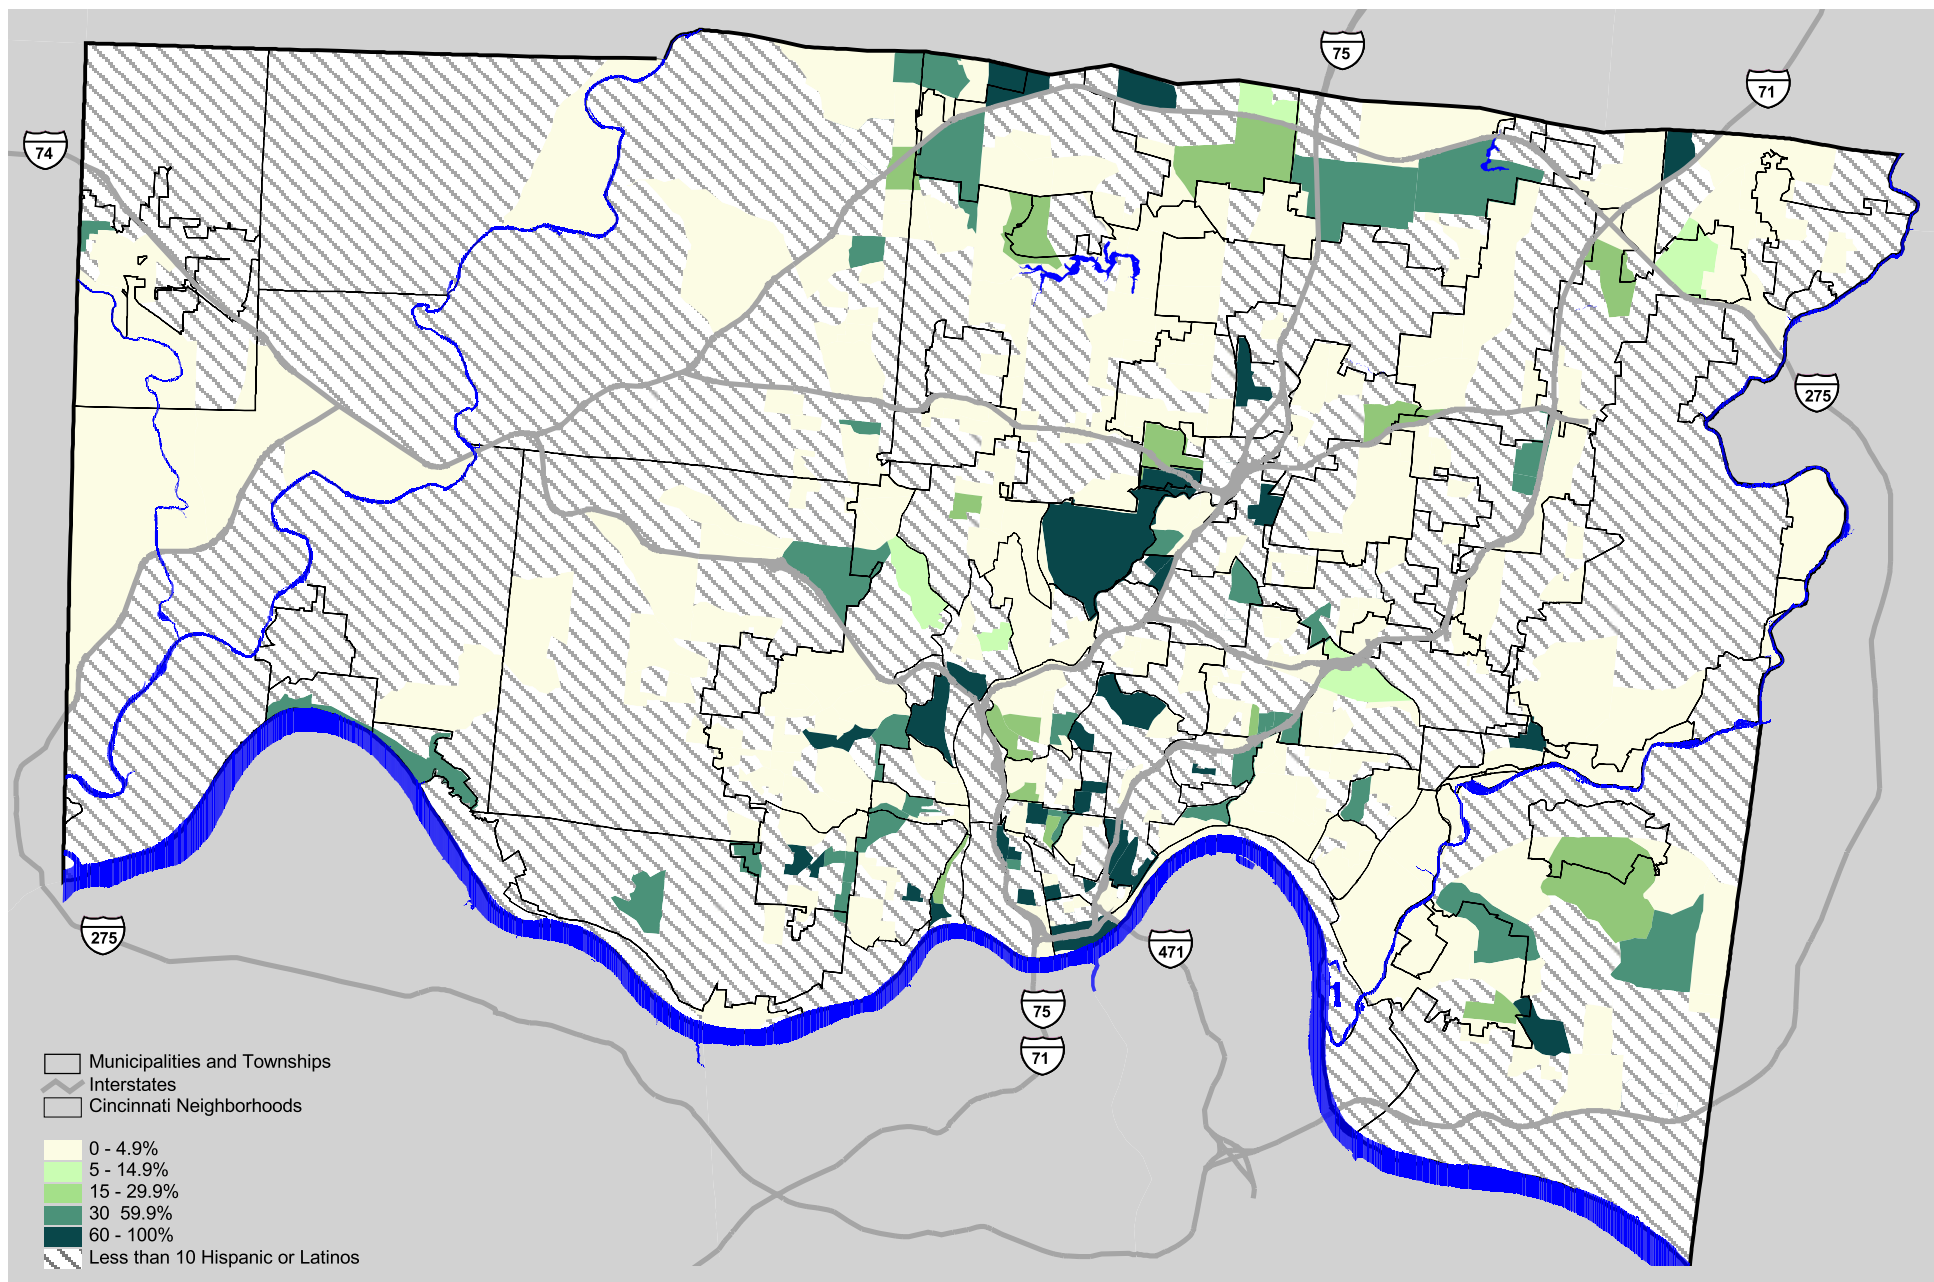 75
71
74
275
275
471
75
71
Municipalities and Townships
Interstates
Cincinnati Neighborhoods
0 - 4.9%
5 - 14.9%
15 - 29.9%
30 59.9%
60 - 100%
Less than 10 Hispanic or Latinos